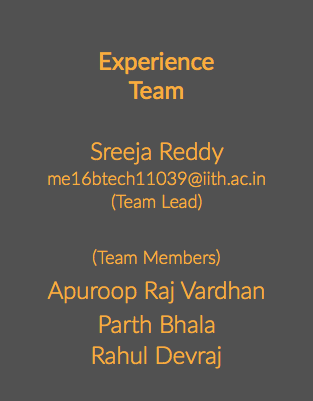 Experience
Team
Sreeja Reddy
me16btech11039@iith.ac.in
(Team Lead)
(Team Members)
Apuroop Raj Vardhan
Parth Bhala
Rahul Devraj